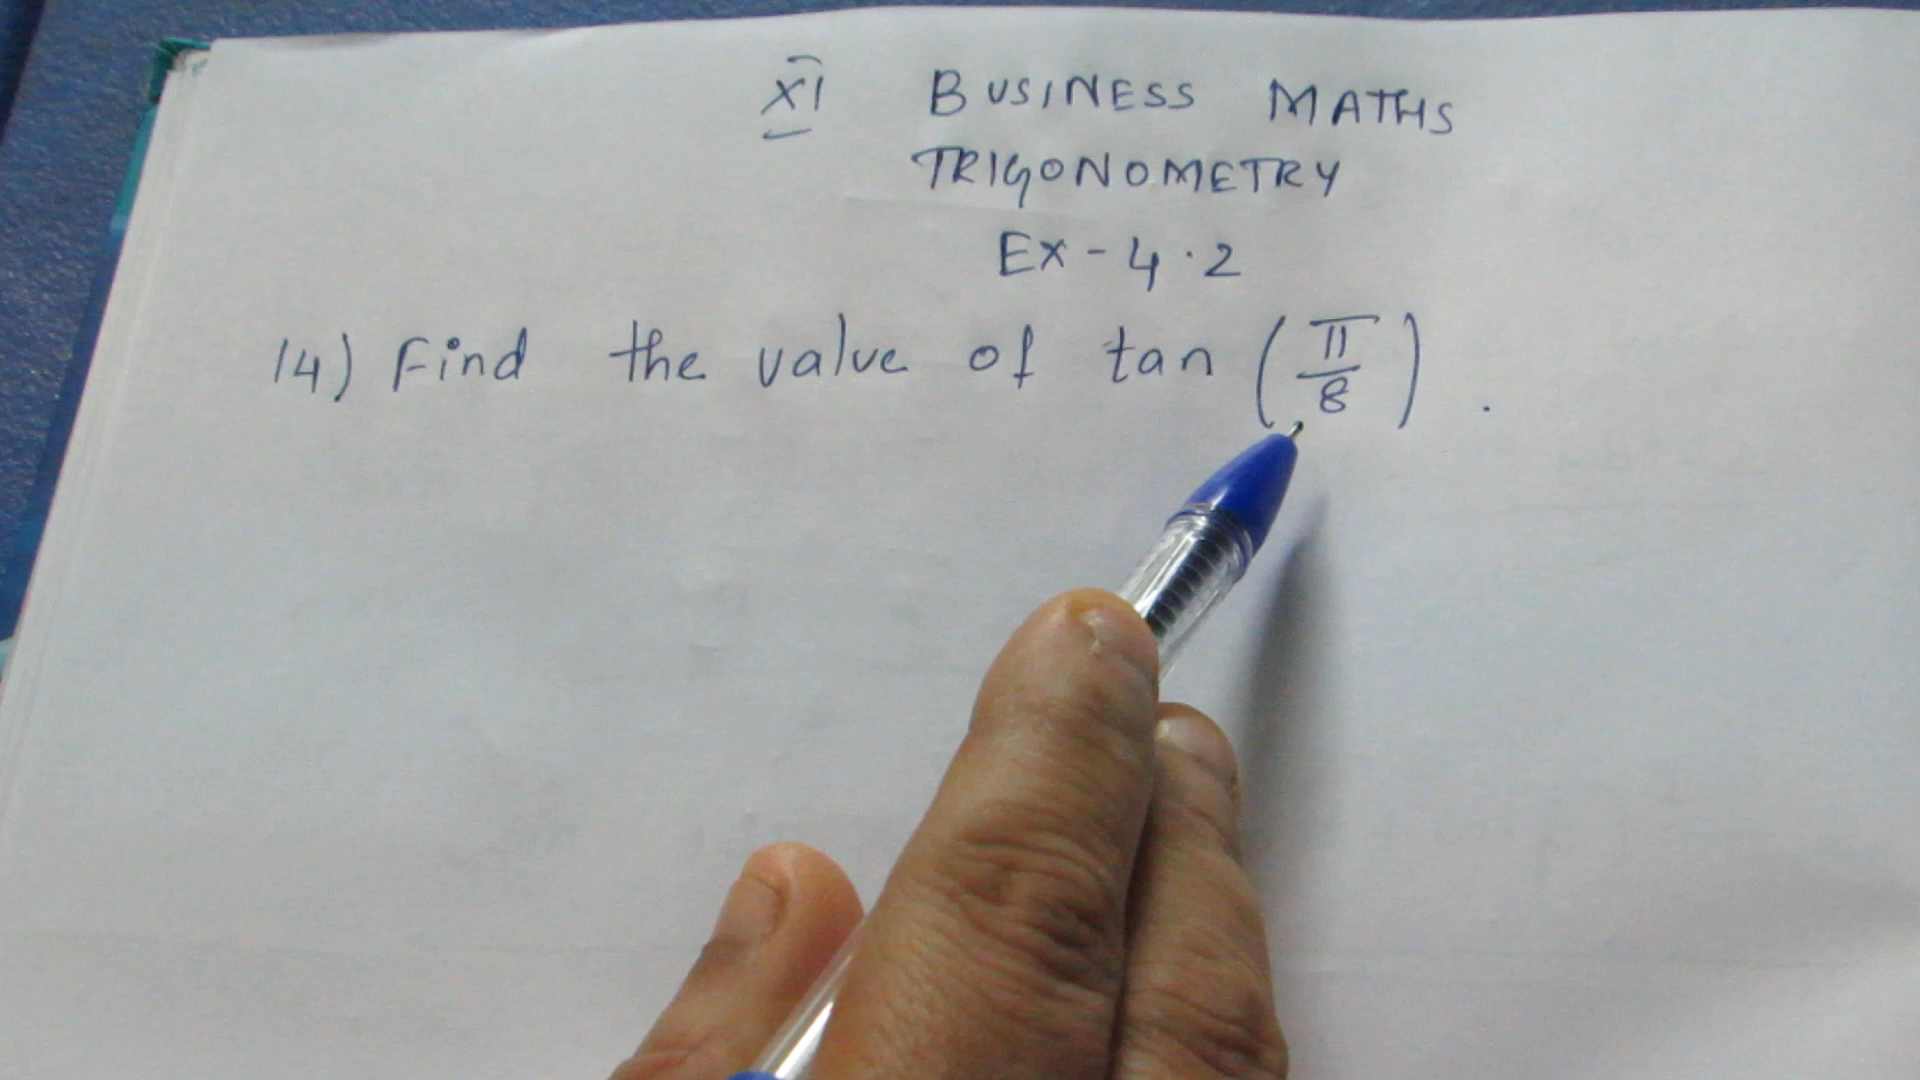 XI BUSINESS MATHS
TRIGONOMETRY
Ex - 4.2
14) Find the value of tan (π/8).